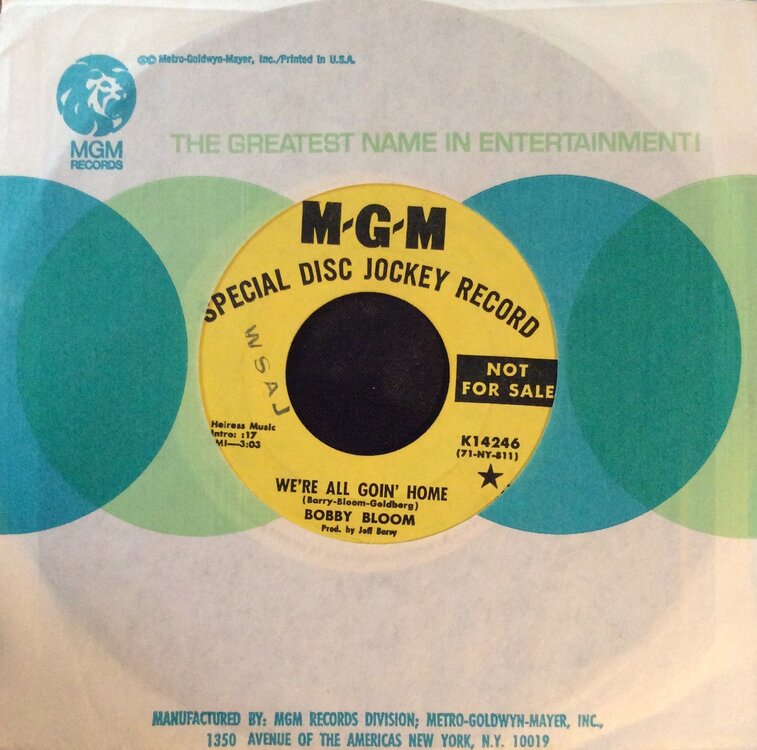 ℗© Metro-Goldwyn-Mayer, Inc./Printed in U.S.A.
MGM
RECORDS
THE GREATEST NAME IN ENTERTAINMENT!
M-G-M
SPECIAL DISC JOCKEY RECORD
WSAJ
NOT
FOR SALE
Heiress Music
Intro: :17
BMI—3:03
K14246
(71-NY-811)
WE'RE ALL GOIN' HOME
(Barry-Bloom-Goldberg)
BOBBY BLOOM
Prod. by Jeff Barry
MANUFACTURED BY: MGM RECORDS DIVISION; METRO-GOLDWYN-MAYER, INC.,
1350 AVENUE OF THE AMERICAS NEW YORK, N.Y. 10019